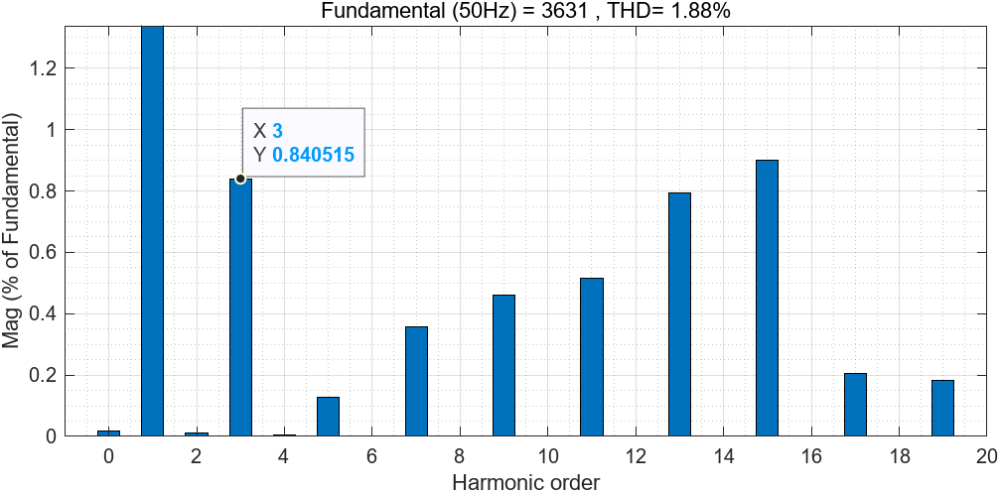 Fundamental (50Hz) = 3631 , THD= 1.88%
Mag (% of Fundamental)
1.2
1
0.8
0.6
0.4
0.2
0
X 3
Y 0.840515
0 2 4 6 8 10 12 14 16 18 20
Harmonic order